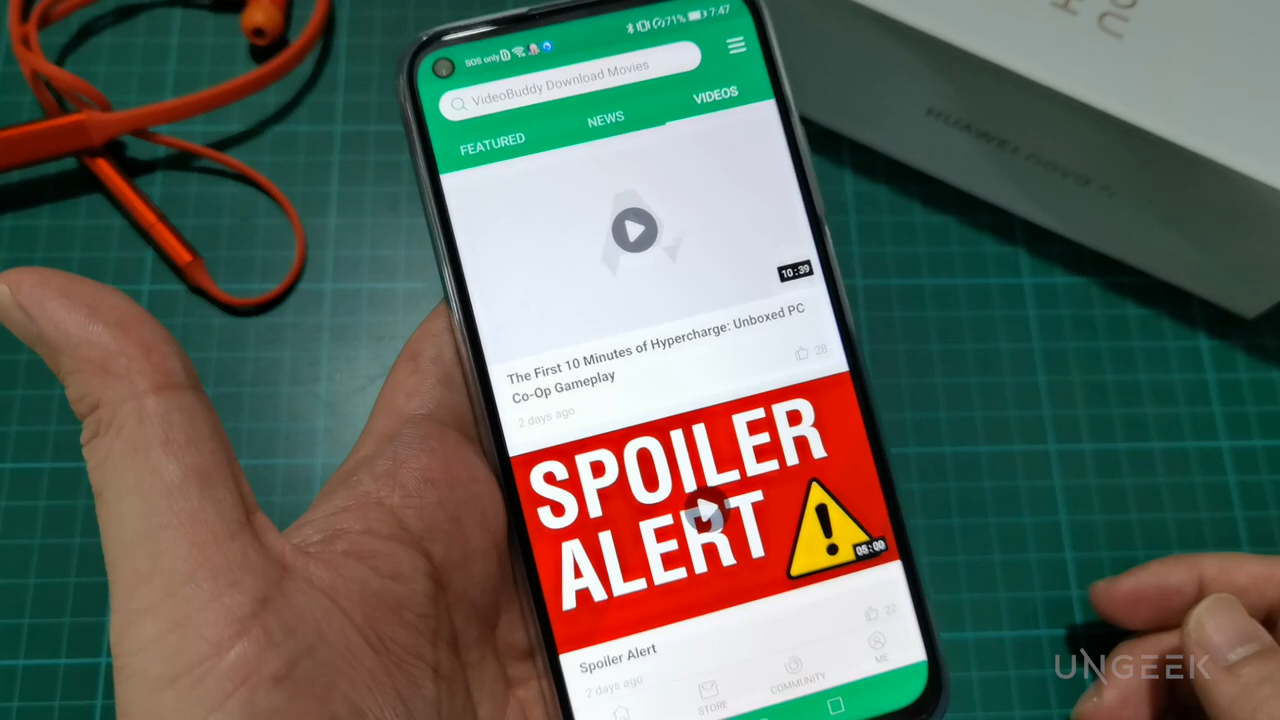 SOS only
71%
7:47
VideoBuddy Download Movies
FEATURED
NEWS
VIDEOS
10:39
The First 10 Minutes of Hypercharge: Unboxed PC
Co-Op Gameplay
2 days ago
28
SPOILER
ALERT
05:00
Spoiler Alert
2 days ago
22
STORE
COMMUNITY
ME
HUAWEI nova 7i
UNGEEK